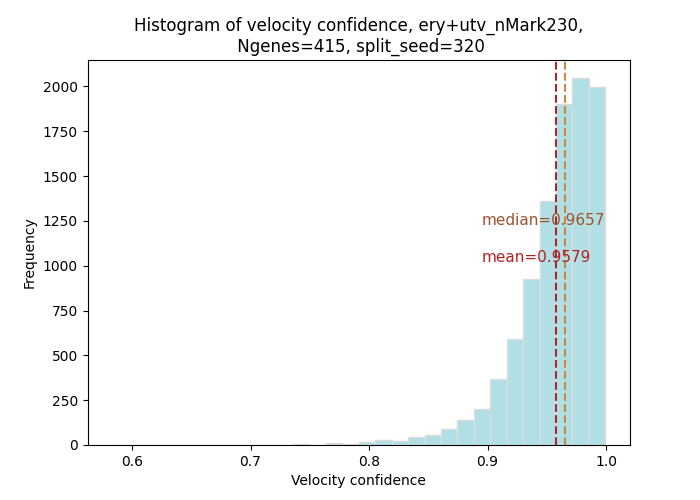 Histogram of velocity confidence, ery+utv_nMark230,
Ngenes=415, split_seed=320
2000
1750
1500
1250
1000
750
500
250
0
Frequency
median=0.9657
mean=0.9579
0.6 0.7 0.8 0.9 1.0
Velocity confidence